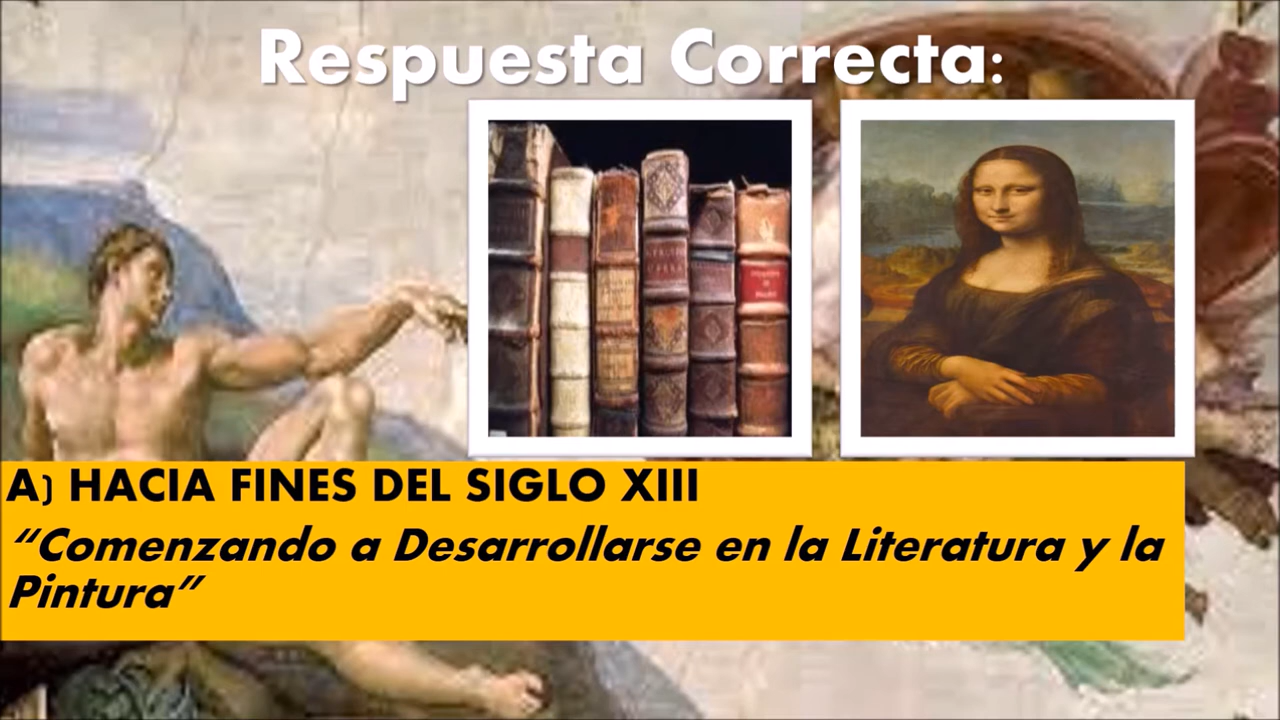 Respuesta Correcta:
A) HACIA FINES DEL SIGLO XIII
“Comenzando a Desarrollarse en la Literatura y la
Pintura”